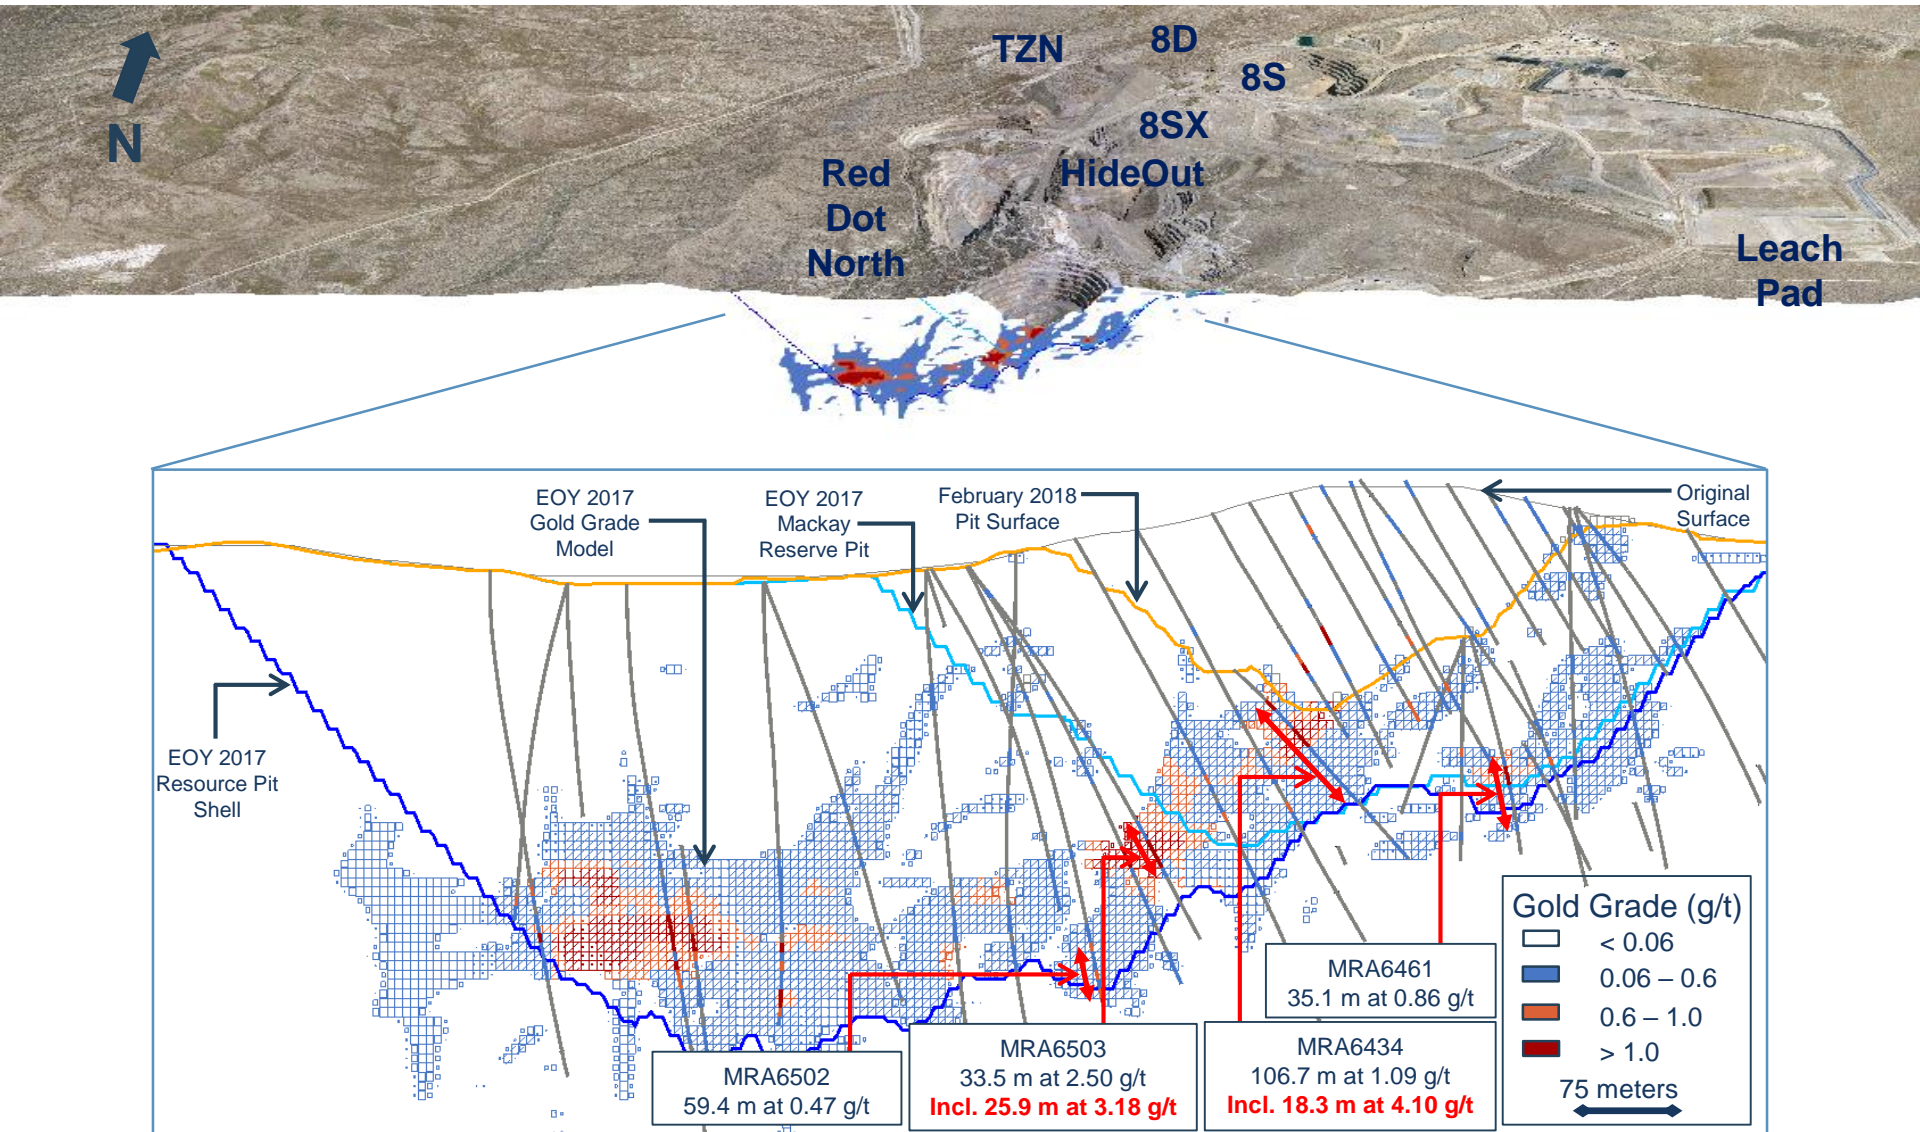 N
TZN
8D
8S
8SX
HideOut
Red
Dot
North
Leach
Pad
EOY 2017
Gold Grade
Model
EOY 2017
Mackay
Reserve Pit
February 2018
Pit Surface
Original
Surface
EOY 2017
Resource Pit
Shell
MRA6502
59.4 m at 0.47 g/t
MRA6503
33.5 m at 2.50 g/t
Incl. 25.9 m at 3.18 g/t
MRA6434
106.7 m at 1.09 g/t
Incl. 18.3 m at 4.10 g/t
MRA6461
35.1 m at 0.86 g/t
Gold Grade (g/t)
< 0.06
0.06 – 0.6
0.6 – 1.0
> 1.0
75 meters